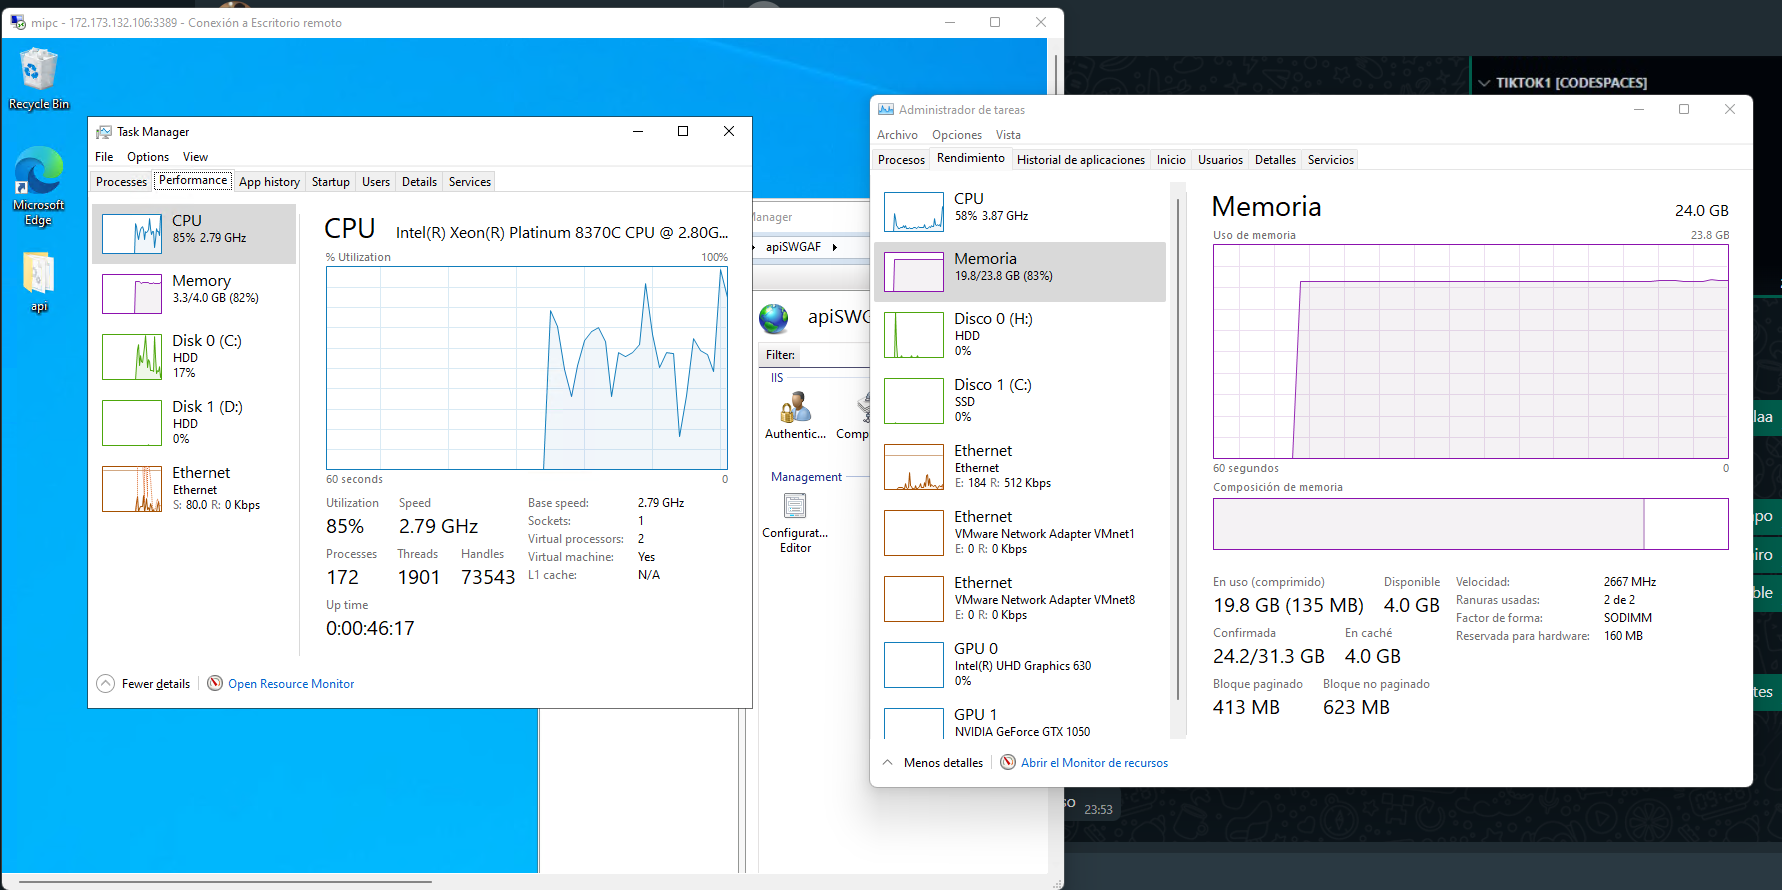 mipc - 172.173.132.106:3389 - Conexión a Escritorio remoto
Recycle Bin
Microsoft
Edge
api
Task Manager
File Options View
Processes Performance App history Startup Users Details Services
CPU
85% 2.79 GHz
Memory
3.3/4.0 GB (82%)
Disk 0 (C:)
HDD
17%
Disk 1 (D:)
HDD
0%
Ethernet
Ethernet
S: 80.0 R: 0 Kbps
CPU Intel(R) Xeon(R) Platinum 8370C CPU @ 2.80G...
% Utilization 100%
60 seconds 0
Utilization Speed
85% 2.79 GHz
Processes Threads Handles
172 1901 73543
Up time
0:00:46:17
Base speed: 2.79 GHz
Sockets: 1
Virtual processors: 2
Virtual machine: Yes
L1 cache: N/A
Fewer details Open Resource Monitor
anager
apiSWGAF
apiSWG
Filter:
IIS
Authentic... Comp
Management
Configurat...
Editor
TIKTOK1 [CODESPACES]
Administrador de tareas
Archivo Opciones Vista
Procesos Rendimiento Historial de aplicaciones Inicio Usuarios Detalles Servicios
CPU
58% 3.87 GHz
Memoria
19.8/23.8 GB (83%)
Disco 0 (H:)
HDD
0%
Disco 1 (C:)
SSD
0%
Ethernet
Ethernet
E: 184 R: 512 Kbps
Ethernet
VMware Network Adapter VMnet1
E: 0 R: 0 Kbps
Ethernet
VMware Network Adapter VMnet8
E: 0 R: 0 Kbps
GPU 0
Intel(R) UHD Graphics 630
0%
GPU 1
NVIDIA GeForce GTX 1050
Memoria 24.0 GB
Uso de memoria 23.8 GB
60 segundos 0
Composición de memoria
En uso (comprimido) Disponible
19.8 GB (135 MB) 4.0 GB
Confirmada En caché
24.2/31.3 GB 4.0 GB
Bloque paginado Bloque no paginado
413 MB 623 MB
Velocidad: 2667 MHz
Ranuras usadas: 2 de 2
Factor de forma: SODIMM
Reservada para hardware: 160 MB
Menos detalles Abrir el Monitor de recursos
laa
po
iro
ble
tes
so 23:53